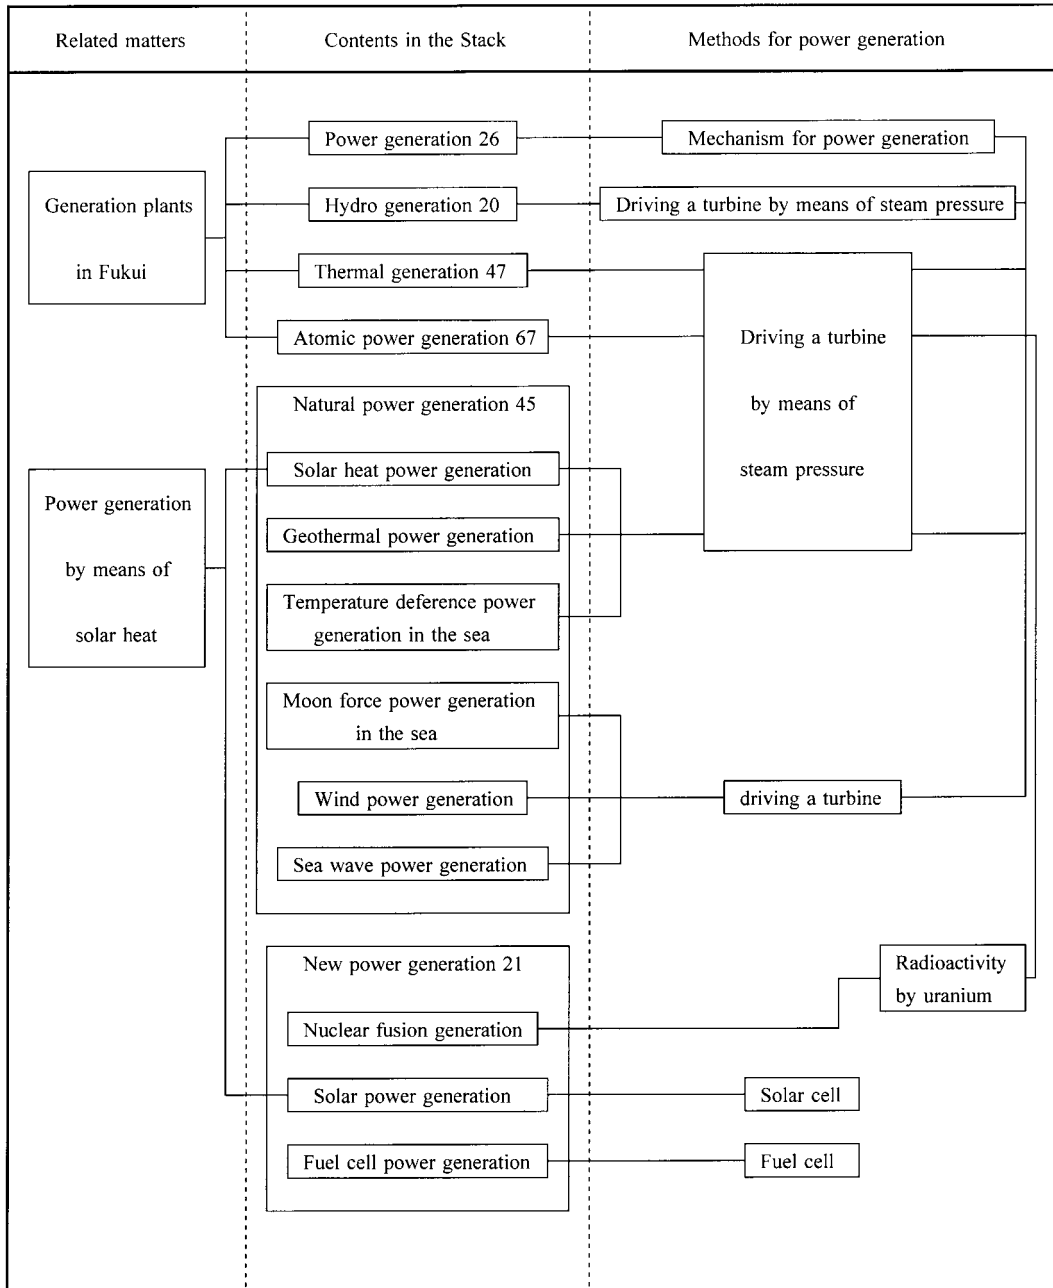 Related matters
Contents in the Stack
Methods for power generation
Power generation 26
Mechanism for power generation
Generation plants
in Fukui
Hydro generation 20
Driving a turbine by means of steam pressure
Thermal generation 47
Atomic power generation 67
Driving a turbine
by means of
steam pressure
Natural power generation 45
Solar heat power generation
Power generation
by means of
solar heat
Geothermal power generation
Temperature deference power
generation in the sea
Moon force power generation
in the sea
Wind power generation
driving a turbine
Sea wave power generation
New power generation 21
Radioactivity
by uranium
Nuclear fusion generation
Solar power generation
Solar cell
Fuel cell power generation
Fuel cell